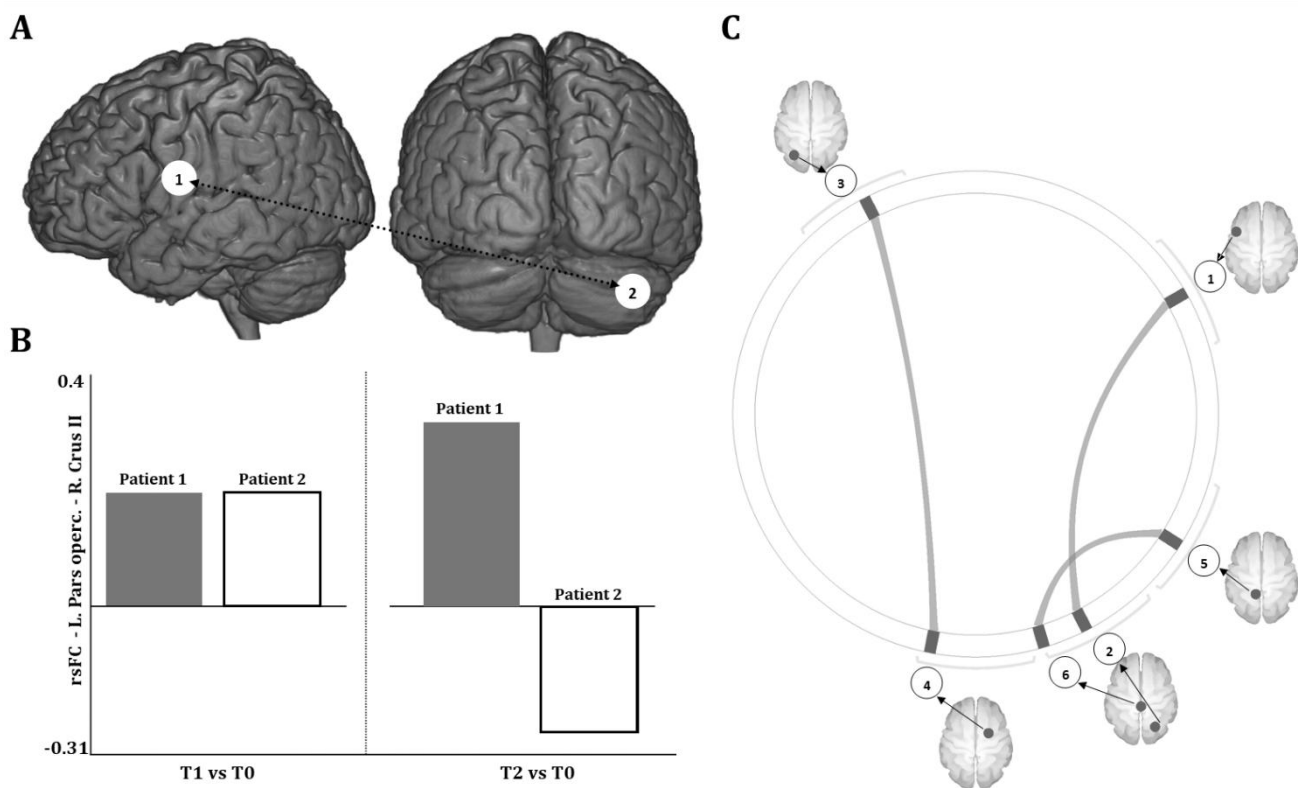 A
1
2
B
0.4
rsFC - L. Pars operc. - R. Crus II
-0.31
Patient 1
Patient 2
Patient 1
Patient 2
T1 vs T0
T2 vs T0
C
3
1
5
2
6
4